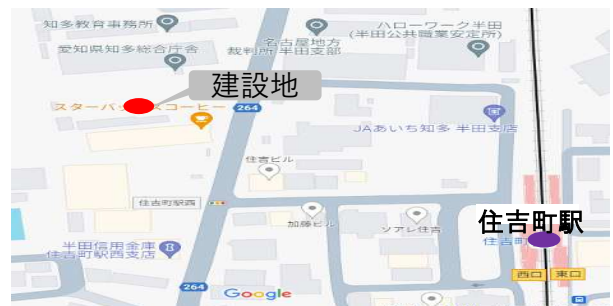 知多教育事務所
愛知県知多総合庁舎
名古屋地方
裁判所 半田支部
ハローワーク半田
(半田公共職業安定所)
建設地
スターバックスコーヒー
264
JAあいち知多 半田支店
住吉ビル
住吉町駅西
加藤ビル
ソアレ住吉
住吉町駅
住吉町
半田信用金庫
住吉町駅西支店
西口
東口
264
Google